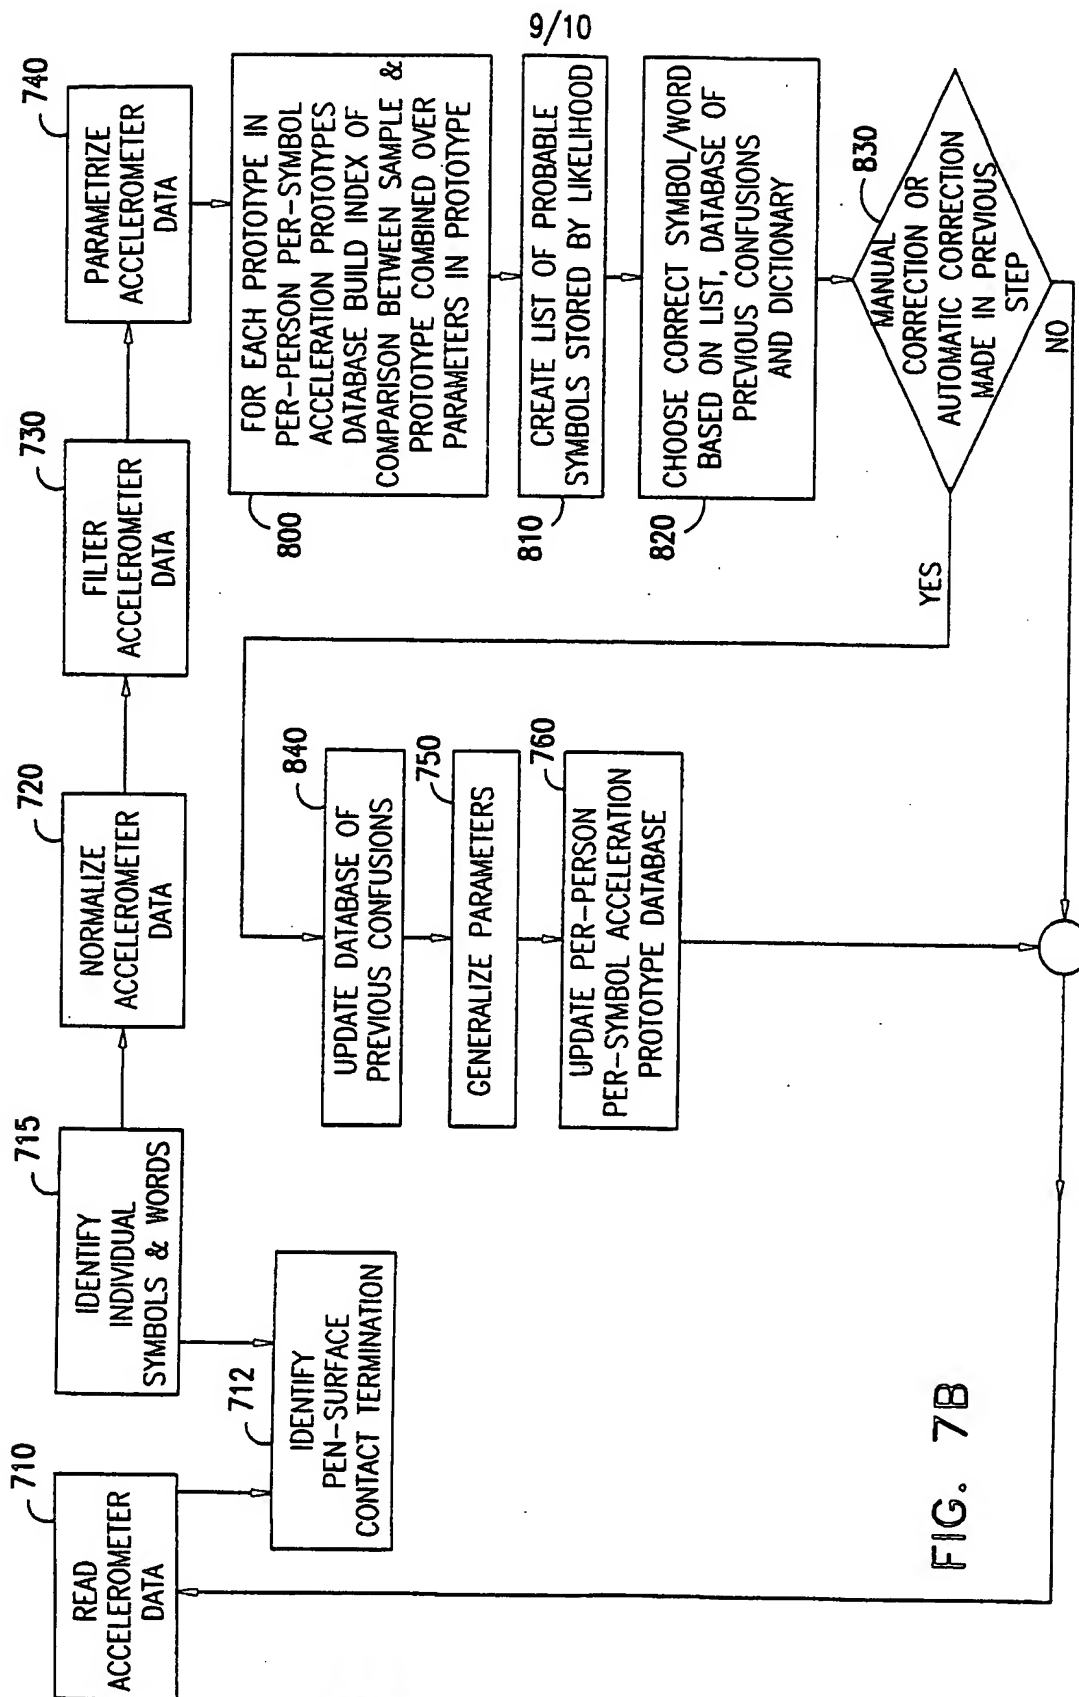 9/10
710
READ
ACCELEROMETER
DATA
712
IDENTIFY
PEN-SURFACE
CONTACT TERMINATION
715
IDENTIFY
INDIVIDUAL
SYMBOLS & WORDS
720
NORMALIZE
ACCELEROMETER
DATA
730
FILTER
ACCELEROMETER
DATA
740
PARAMETRIZE
ACCELEROMETER
DATA
FOR EACH PROTOTYPE IN
PER-PERSON PER-SYMBOL
ACCELERATION PROTOTYPES
DATABASE BUILD INDEX OF
COMPARISON BETWEEN SAMPLE &
PROTOTYPE COMBINED OVER
PARAMETERS IN PROTOTYPE
800
CREATE LIST OF PROBABLE
SYMBOLS STORED BY LIKELIHOOD
810
CHOOSE CORRECT SYMBOL/WORD
BASED ON LIST, DATABASE OF
PREVIOUS CONFUSIONS
AND DICTIONARY
820
830
MANUAL
CORRECTION OR
AUTOMATIC CORRECTION
MADE IN PREVIOUS
STEP
YES
NO
840
UPDATE DATABASE OF
PREVIOUS CONFUSIONS
750
GENERALIZE PARAMETERS
760
UPDATE PER-PERSON
PER-SYMBOL ACCELERATION
PROTOTYPE DATABASE
FIG. 7B